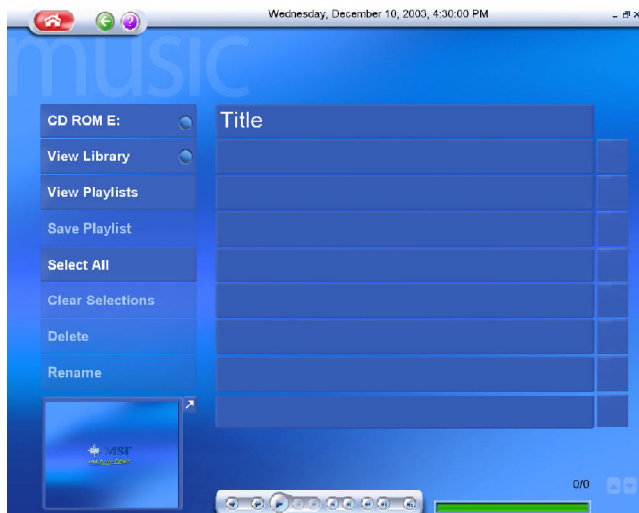 Wednesday, December 10, 2003, 4:30:00 PM
music
CD ROM E:
Title
View Library
View Playlists
Save Playlist
Select All
Clear Selections
Delete
Rename
MSI
0/0